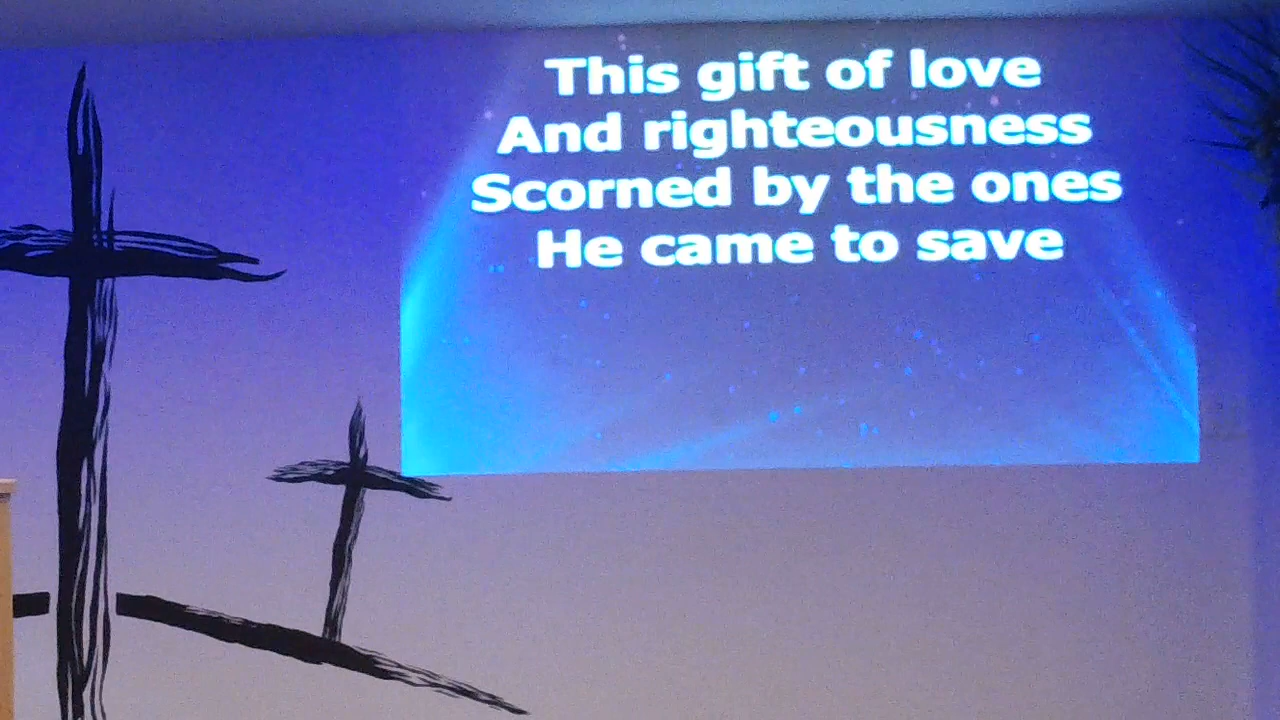 This gift of love
And righteousness
Scorned by the ones
He came to save